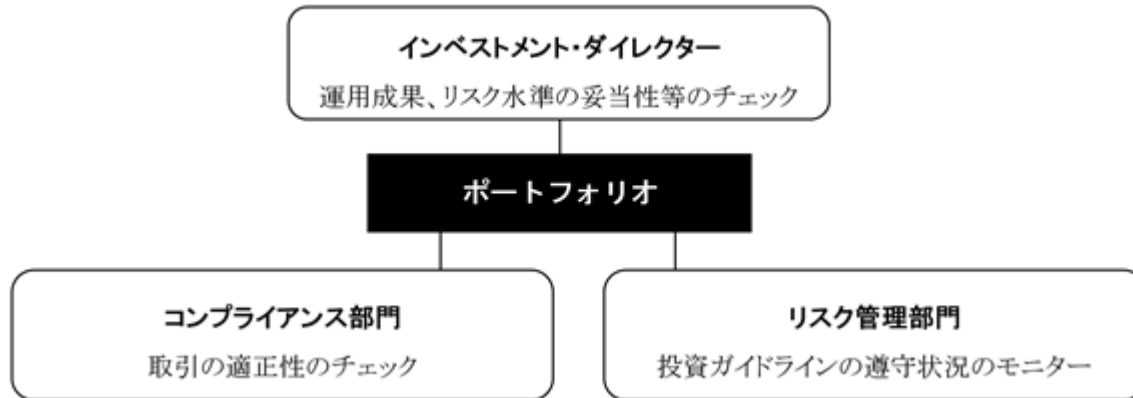 インベストメント・ダイレクター
運用成果、リスク水準の妥当性等のチェック
ポートフォリオ
コンプライアンス部門
取引の適正性のチェック
リスク管理部門
投資ガイドラインの遵守状況のモニター